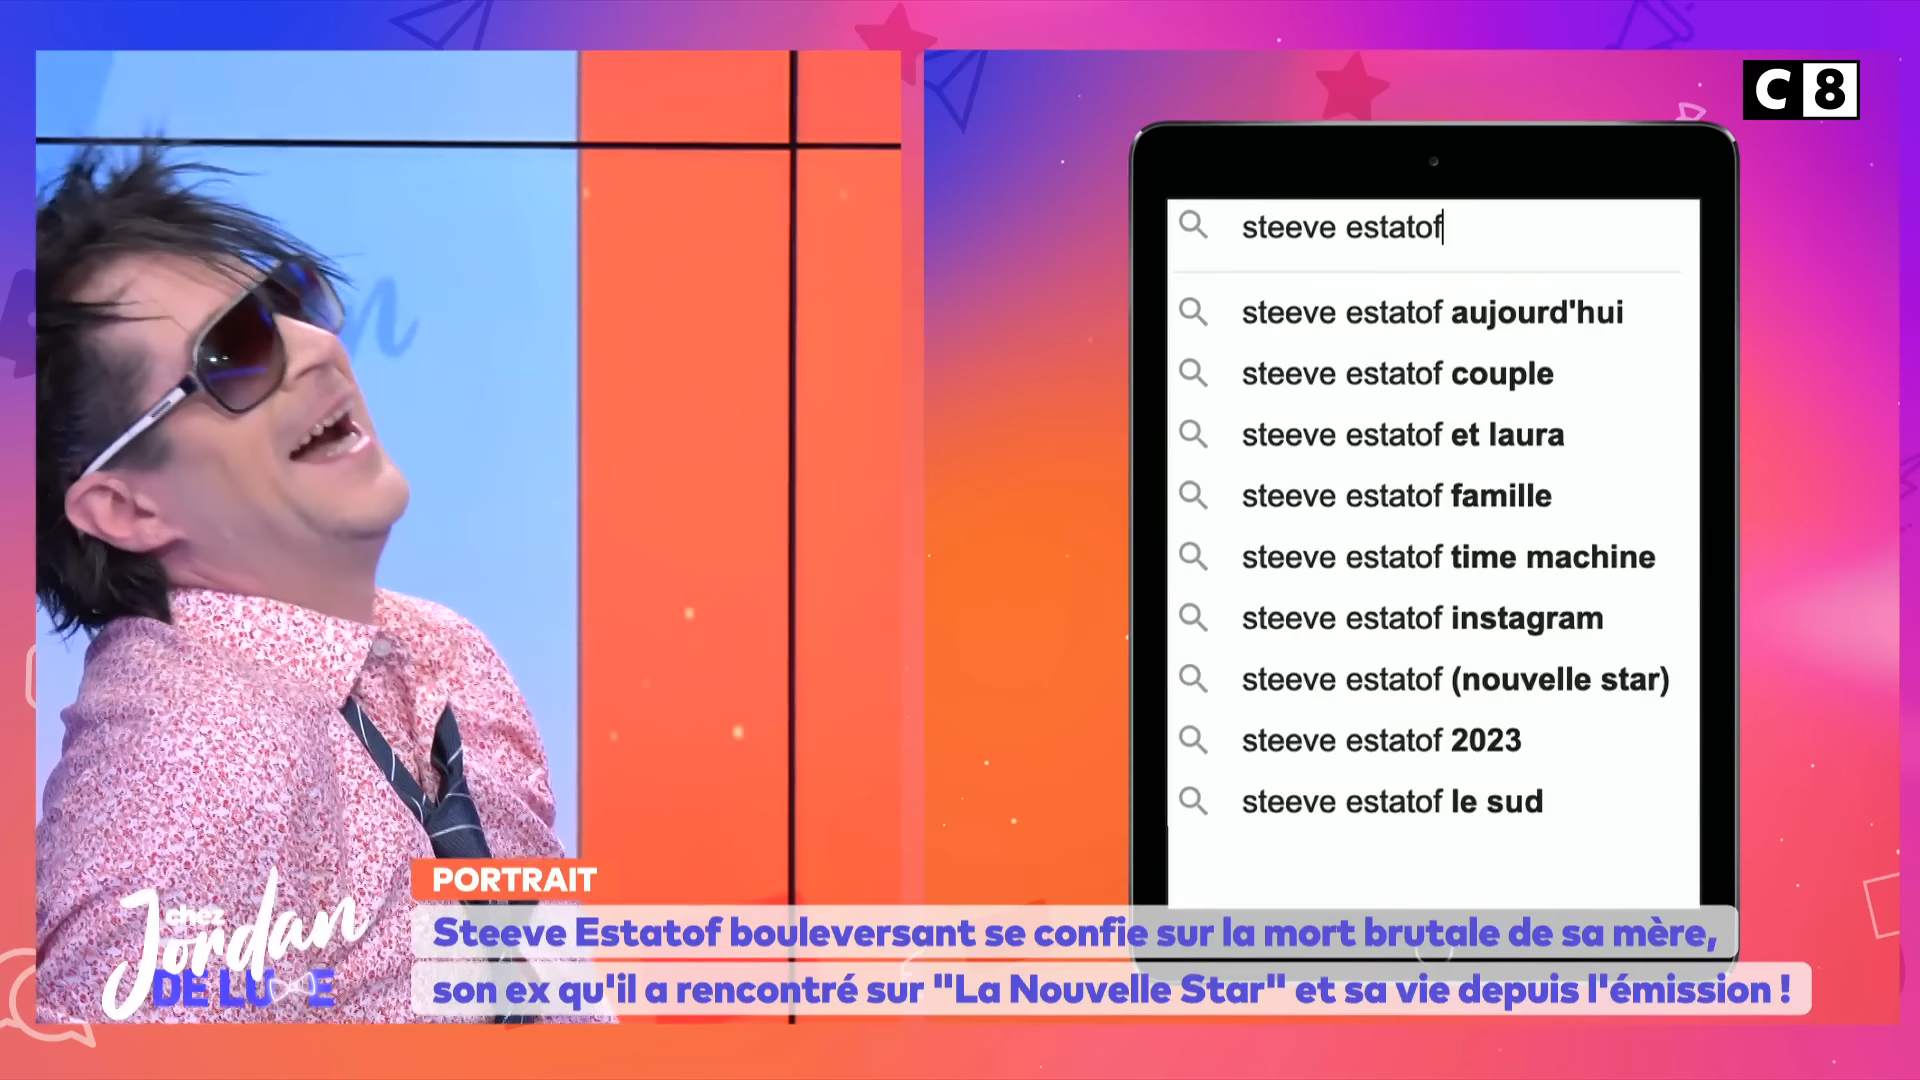 C8
steeve estatof
steeve estatof aujourd'hui
steeve estatof couple
steeve estatof et laura
steeve estatof famille
steeve estatof time machine
steeve estatof instagram
steeve estatof (nouvelle star)
steeve estatof 2023
steeve estatof le sud
PORTRAIT
Steeve Estatof bouleversant se confie sur la mort brutale de sa mère,
son ex qu'il a rencontré sur "La Nouvelle Star" et sa vie depuis l'émission !
chez
Jordan
DE LUXE